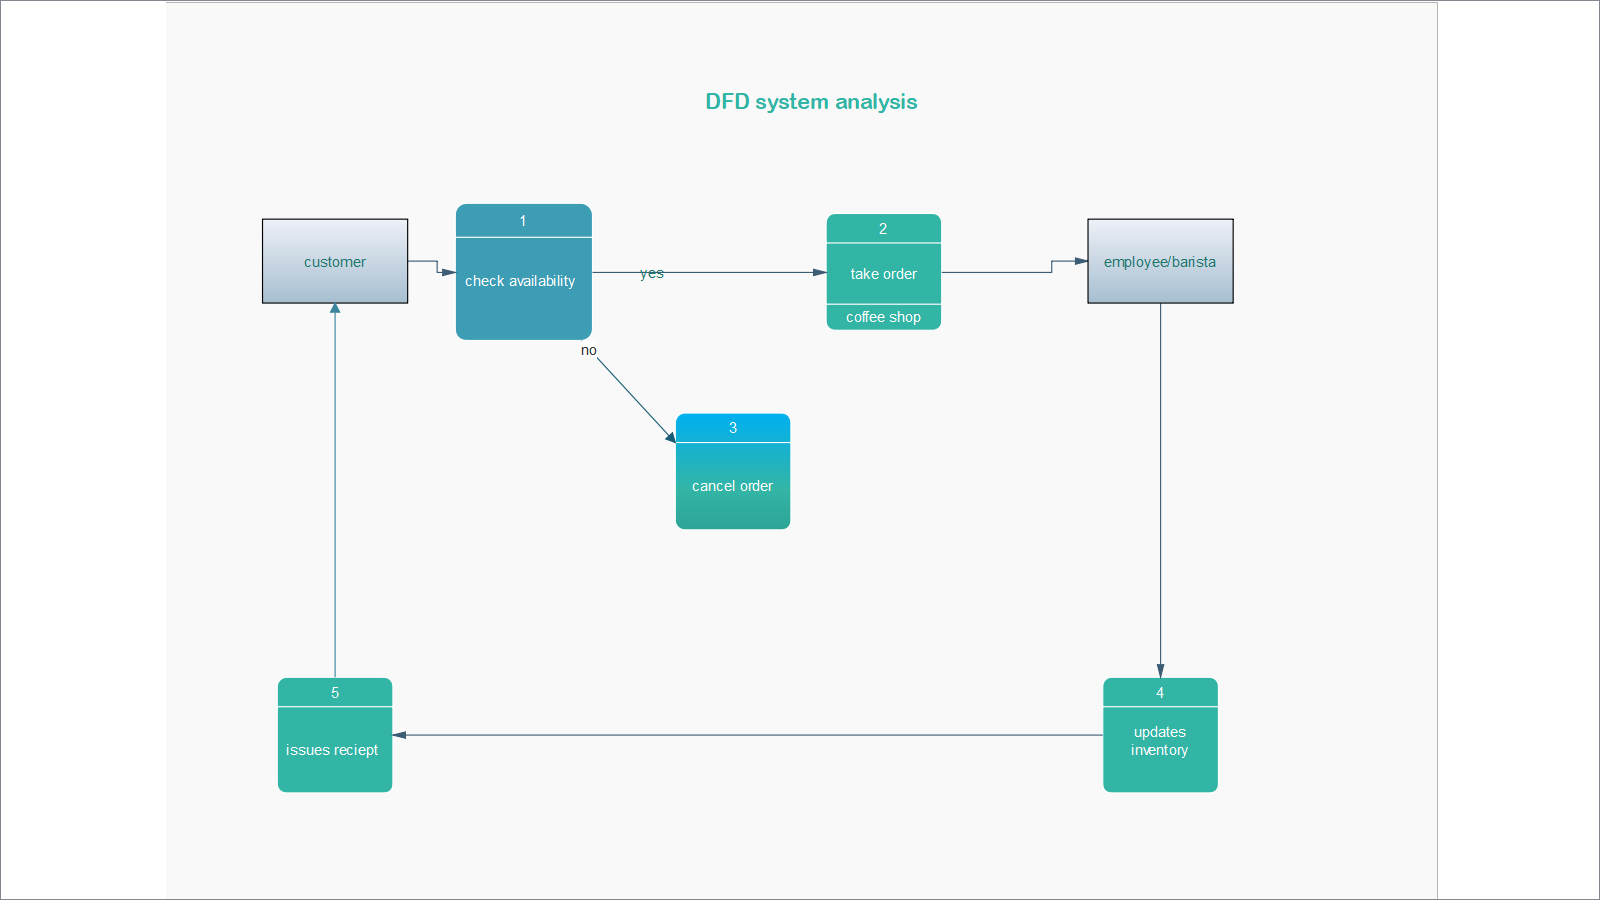 DFD system analysis
customer
1
check availability
yes
2
take order
coffee shop
employee/barista
no
3
cancel order
5
issues reciept
4
updates
inventory